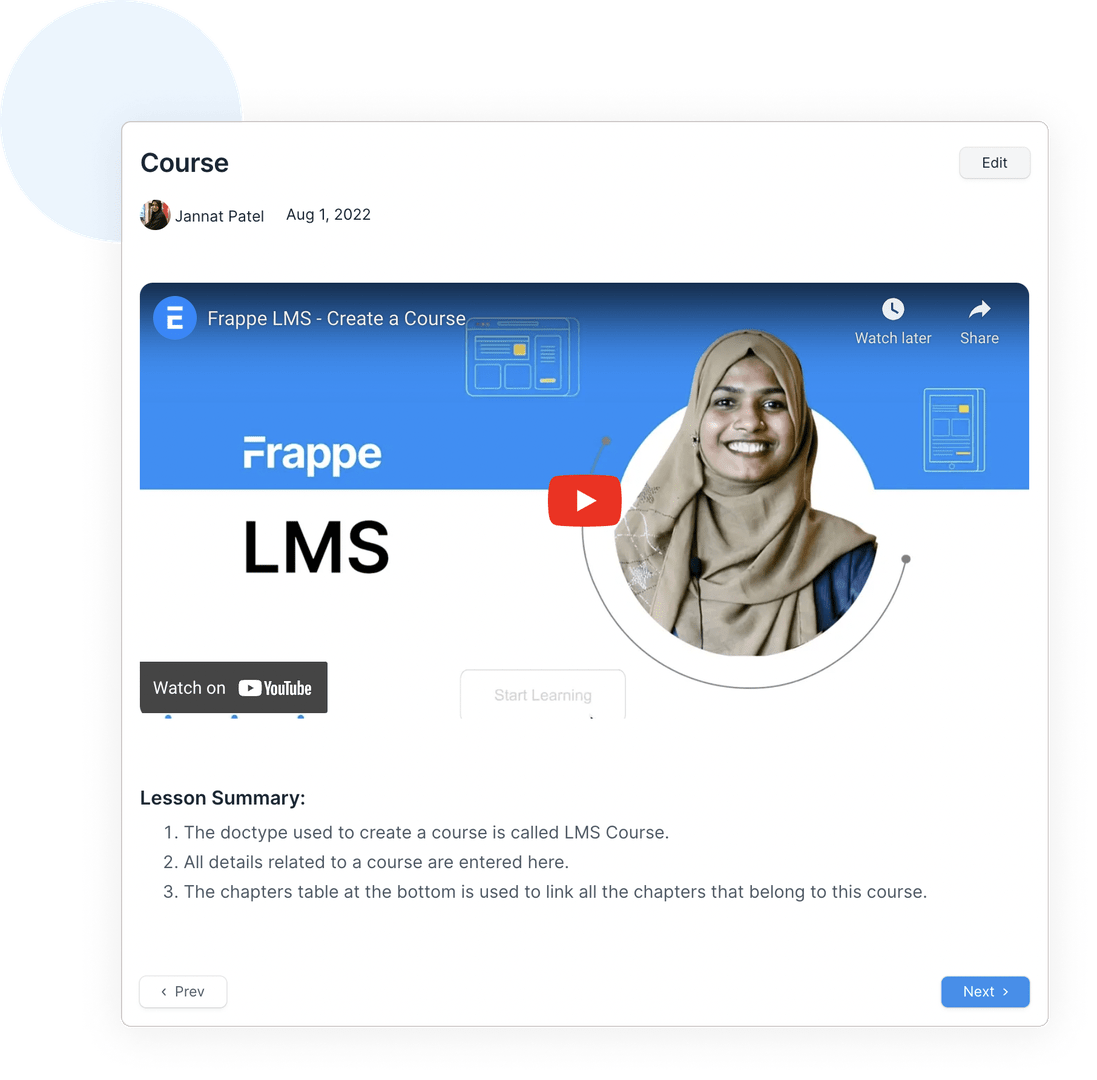 Course
Edit
Jannat Patel Aug 1, 2022
Frappe LMS - Create a Course
Watch later
Share
Frappe
LMS
Watch on YouTube
Start Learning
Lesson Summary:
1. The doctype used to create a course is called LMS Course.
2. All details related to a course are entered here.
3. The chapters table at the bottom is used to link all the chapters that belong to this course.
‹ Prev
Next ›